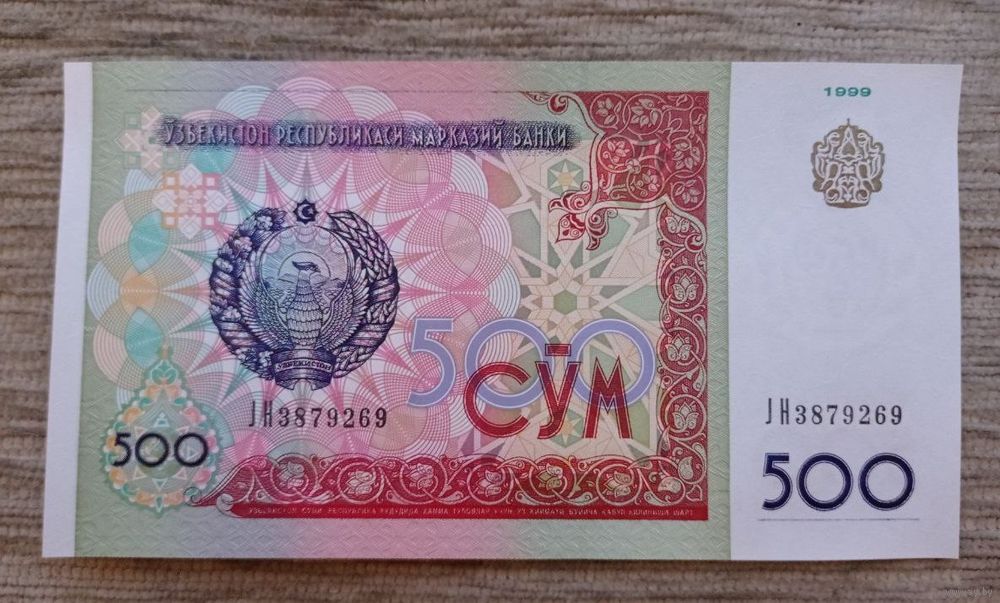 1999
ЎЗБЕКИСТОН РЕСПУБЛИКАСИ МАРКАЗИЙ БАНКИ
ЎЗБЕКИСТОН
500
СЎМ
JH3879269
JH3879269
500
500